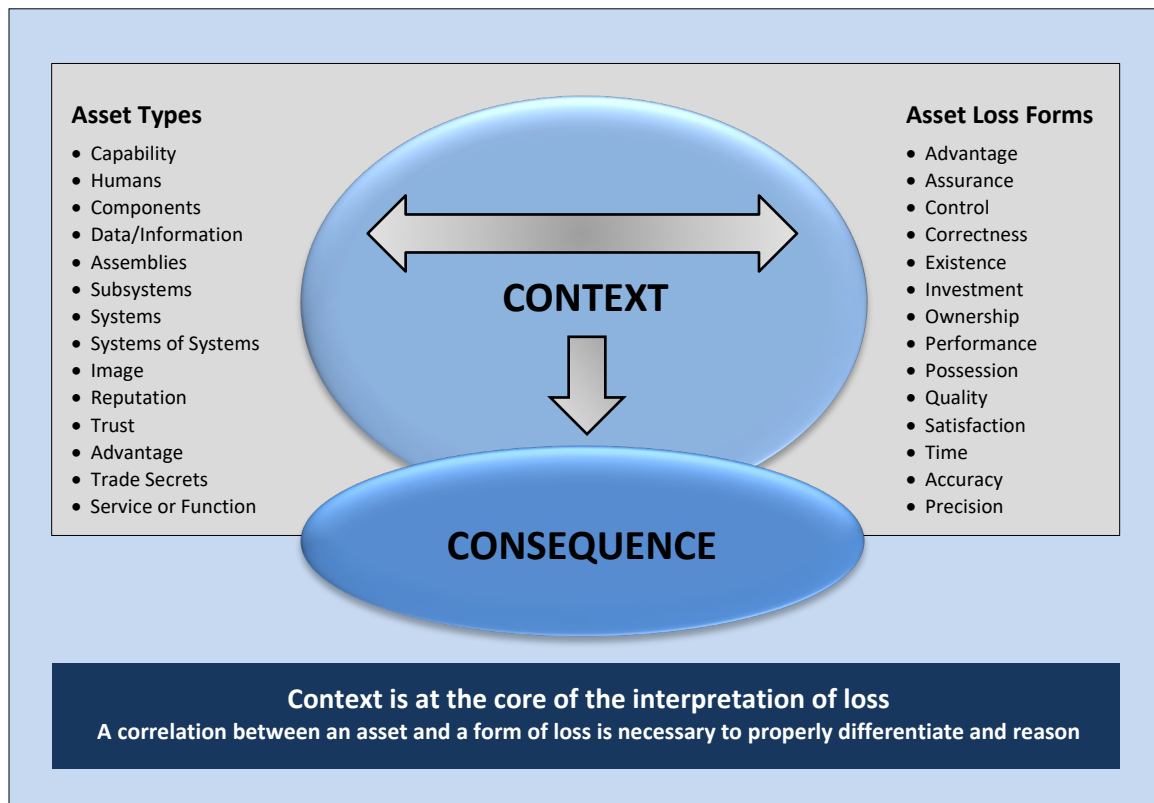 Asset Types
• Capability
• Humans
• Components
• Data/Information
• Assemblies
• Subsystems
• Systems
• Systems of Systems
• Image
• Reputation
• Trust
• Advantage
• Trade Secrets
• Service or Function
CONTEXT
CONSEQUENCE
Asset Loss Forms
• Advantage
• Assurance
• Control
• Correctness
• Existence
• Investment
• Ownership
• Performance
• Possession
• Quality
• Satisfaction
• Time
• Accuracy
• Precision
Context is at the core of the interpretation of loss
A correlation between an asset and a form of loss is necessary to properly differentiate and reason